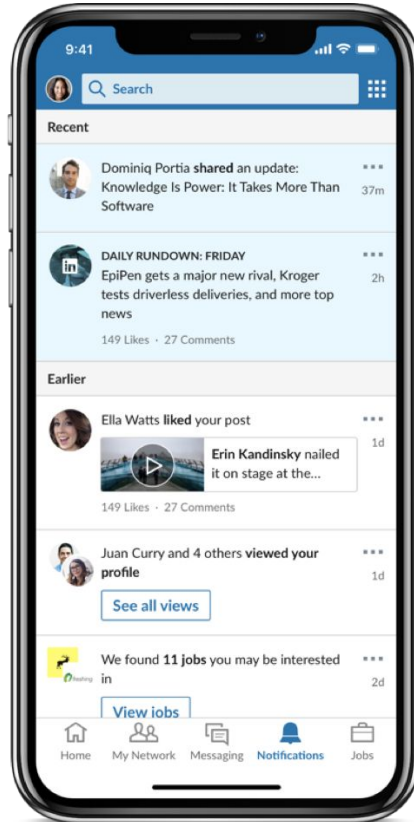 9:41
Search
Recent
Dominiq Portia shared an update:
Knowledge Is Power: It Takes More Than
Software
37m
in
DAILY RUNDOWN: FRIDAY
EpiPen gets a major new rival, Kroger
tests driverless deliveries, and more top
news
2h
149 Likes · 27 Comments
Earlier
Ella Watts liked your post
1d
Erin Kandinsky nailed
it on stage at the...
149 Likes · 27 Comments
Juan Curry and 4 others viewed your
profile
1d
See all views
We found 11 jobs you may be interested
in
2d
View jobs
Home My Network Messaging Notifications Jobs